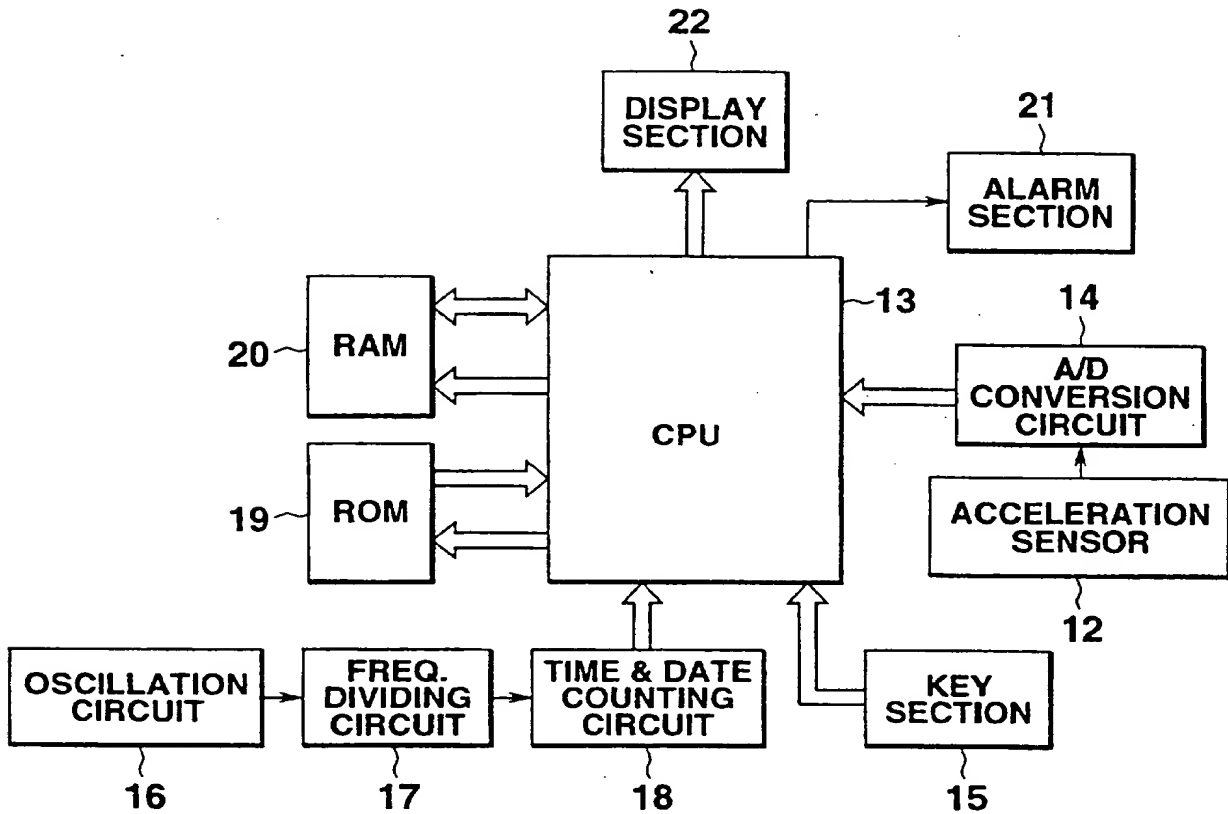 22
DISPLAY
SECTION
21
ALARM
SECTION
13
14
RAM
20
A/D
CONVERSION
CIRCUIT
CPU
ROM
19
ACCELERATION
SENSOR
12
OSCILLATION
CIRCUIT
FREQ.
DIVIDING
CIRCUIT
TIME & DATE
COUNTING
CIRCUIT
KEY
SECTION
16
17
18
15